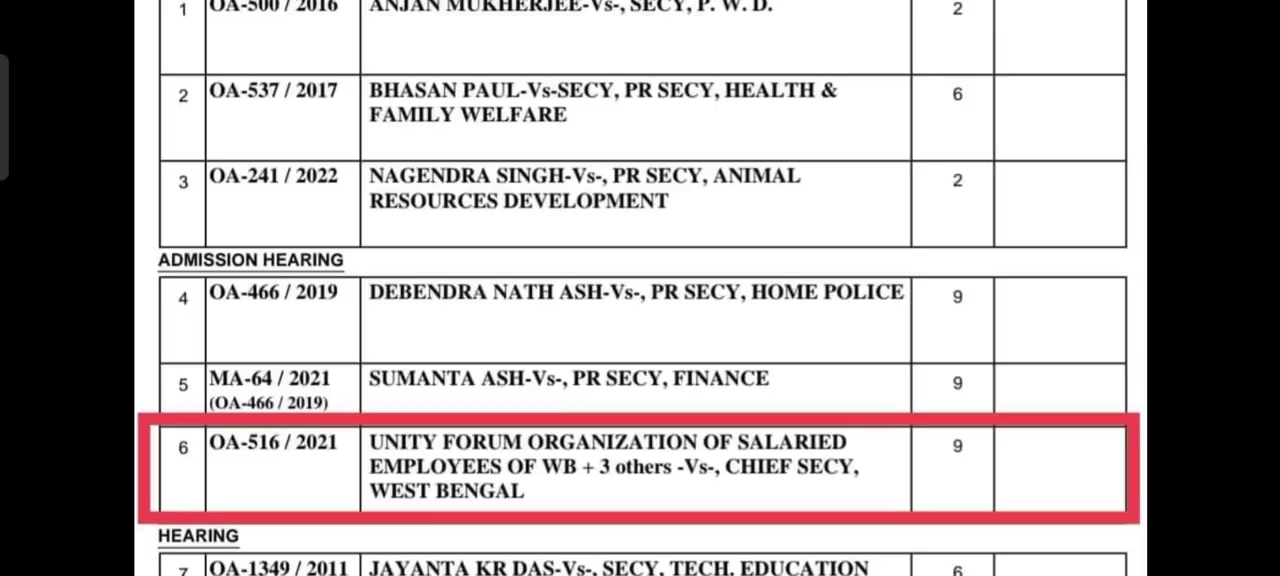 1 OA-500 / 2016 ANJAN MUKHERJEE-Vs-, SECY, P. W. D. 2
2 OA-537 / 2017 BHASAN PAUL-Vs-SECY, PR SECY, HEALTH & 6
FAMILY WELFARE
3 OA-241 / 2022 NAGENDRA SINGH-Vs-, PR SECY, ANIMAL 2
RESOURCES DEVELOPMENT
ADMISSION HEARING
4 OA-466 / 2019 DEBENDRA NATH ASH-Vs-, PR SECY, HOME POLICE 9
5 MA-64 / 2021 SUMANTA ASH-Vs-, PR SECY, FINANCE 9
(OA-466 / 2019)
6 OA-516 / 2021 UNITY FORUM ORGANIZATION OF SALARIED 9
EMPLOYEES OF WB + 3 others -Vs-, CHIEF SECY,
WEST BENGAL
HEARING
7 OA-1349 / 2011 JAYANTA KR DAS-Vs-, SECY, TECH. EDUCATION 6